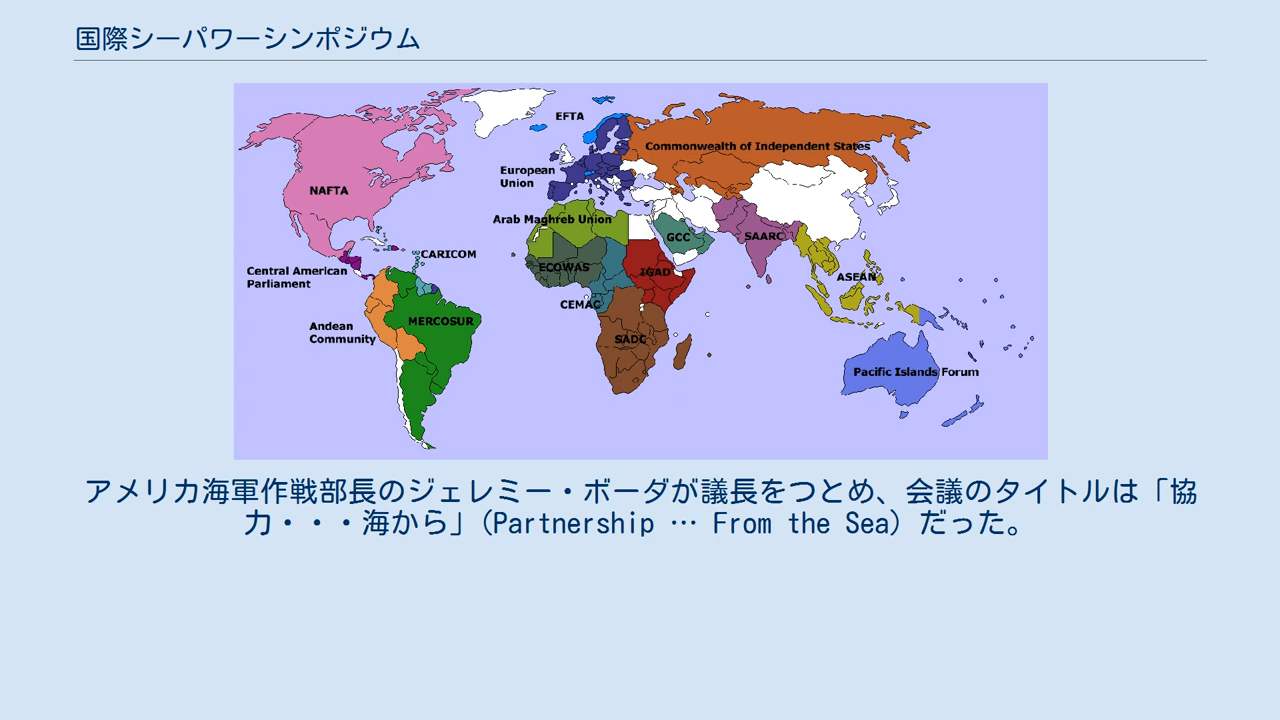 国際シーパワーシンポジウム
EFTA
Commonwealth of Independent States
European
Union
NAFTA
Arab Maghreb Union
GCC
SAARC
CARICOM
ECOWAS
IGAD
Central American
Parliament
ASEAN
CEMAC
MERCOSUR
Andean
Community
SADC
Pacific Islands Forum
アメリカ海軍作戦部長のジェレミー・ボーダが議長をつとめ、会議のタイトルは「協
力・・・海から」(Partnership … From the Sea) だった。